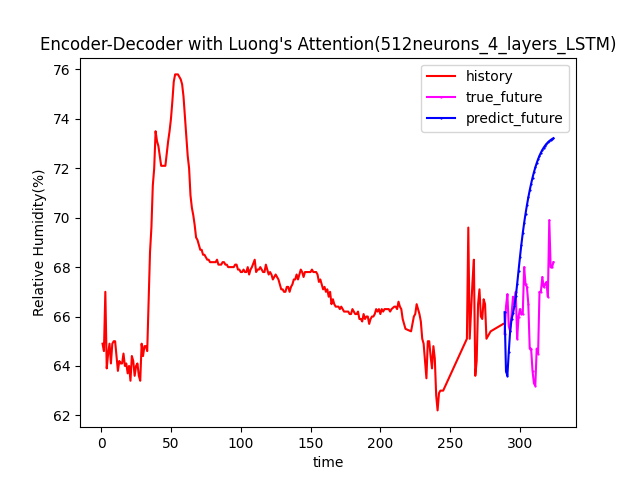 Encoder-Decoder with Luong's Attention(512neurons_4_layers_LSTM)
history
true_future
predict_future
Relative Humidity(%)
76
74
72
70
68
66
64
62
0 50 100 150 200 250 300
time